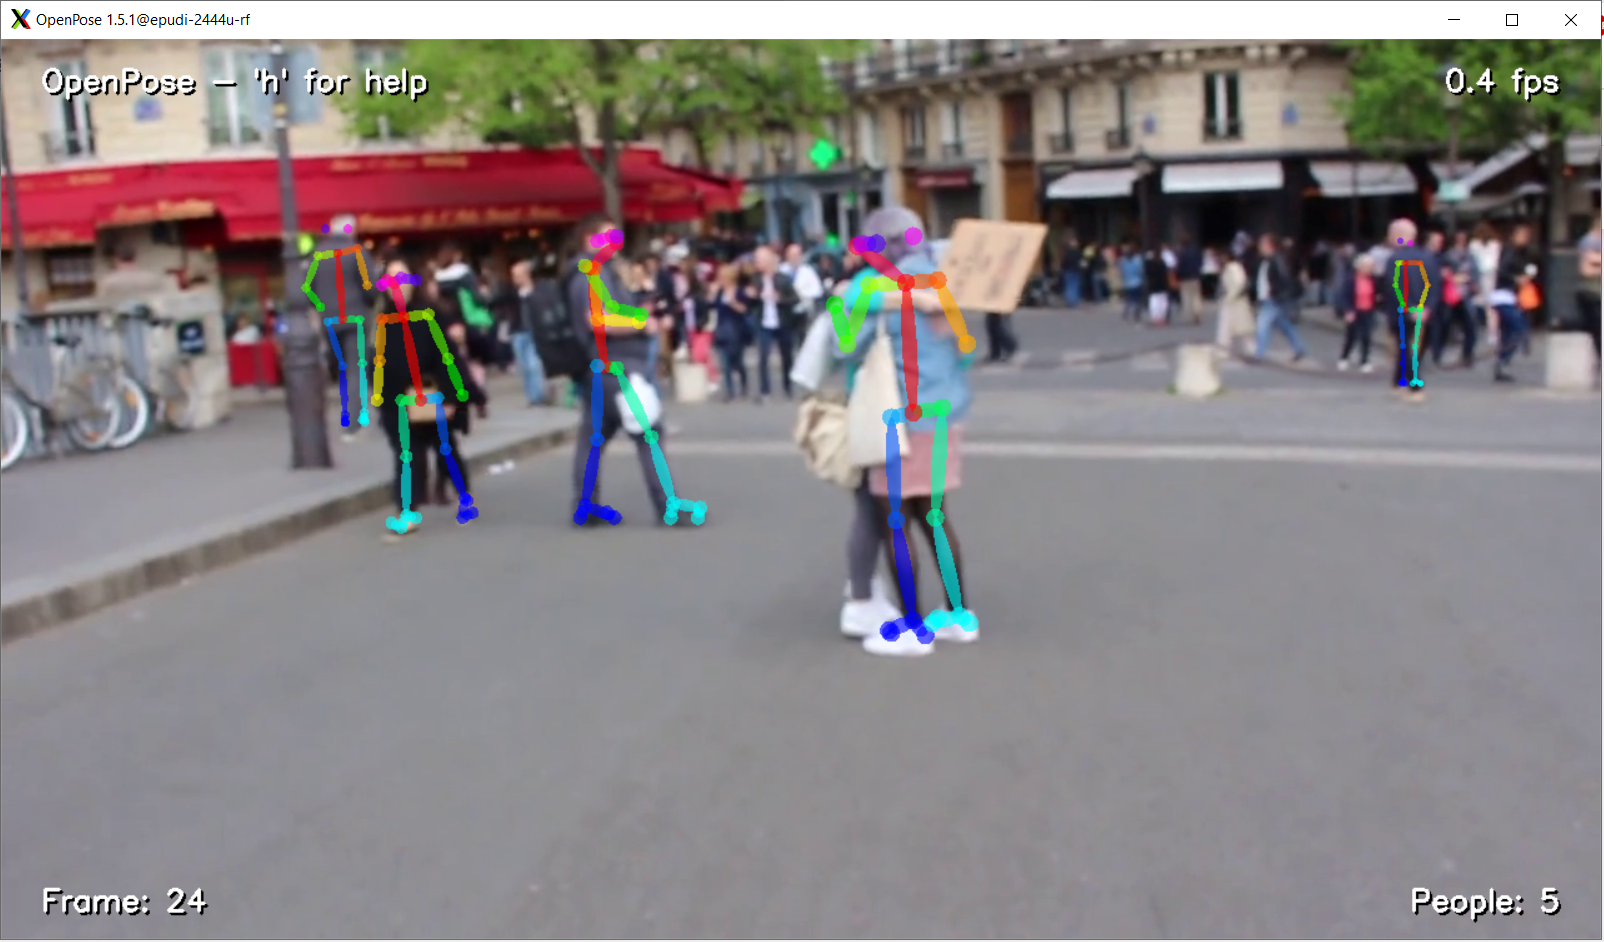 OpenPose 1.5.1@epudi-2444u-rf
OpenPose - 'h' for help
0.4 fps
Frame: 24
People: 5